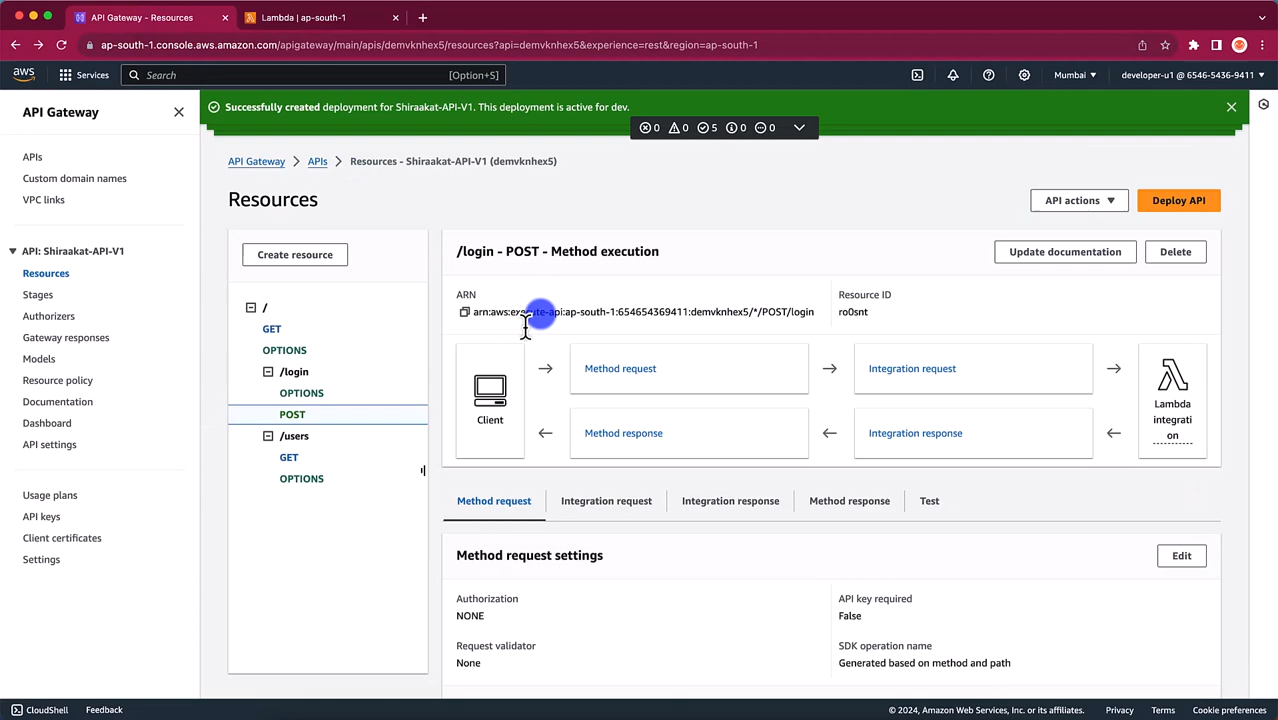 API Gateway - Resources
Lambda | ap-south-1
ap-south-1.console.aws.amazon.com/apigateway/main/apis/demvknhex5/resources?api=demvknhex5&experience=rest&region=ap-south-1
aws
Services
Search
[Option+S]
Mumbai
developer-u1 @ 6546-5436-9411
API Gateway
Successfully created deployment for Shiraakat-API-V1. This deployment is active for dev.
0 0 5 0 0
API Gateway
APIs
Resources - Shiraakat-API-V1 (demvknhex5)
APIs
Custom domain names
VPC links
API: Shiraakat-API-V1
Resources
Stages
Authorizers
Gateway responses
Models
Resource policy
Documentation
Dashboard
API settings
Usage plans
API keys
Client certificates
Settings
Resources
API actions
Deploy API
Create resource
/
GET
OPTIONS
/login
OPTIONS
POST
/users
GET
OPTIONS
/login - POST - Method execution
Update documentation
Delete
ARN
arn:aws:execute-api:ap-south-1:654654369411:demvknhex5/*/POST/login
Resource ID
ro0snt
Client
Method request
Integration request
Method response
Integration response
Lambda
integrati
on
Method request
Integration request
Integration response
Method response
Test
Method request settings
Edit
Authorization
NONE
API key required
False
Request validator
None
SDK operation name
Generated based on method and path
CloudShell
Feedback
© 2024, Amazon Web Services, Inc. or its affiliates.
Privacy
Terms
Cookie preferences